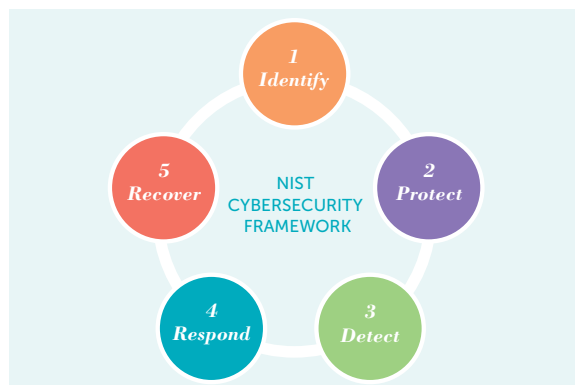 1
Identify
2
Protect
3
Detect
4
Respond
5
Recover
NIST
CYBERSECURITY
FRAMEWORK